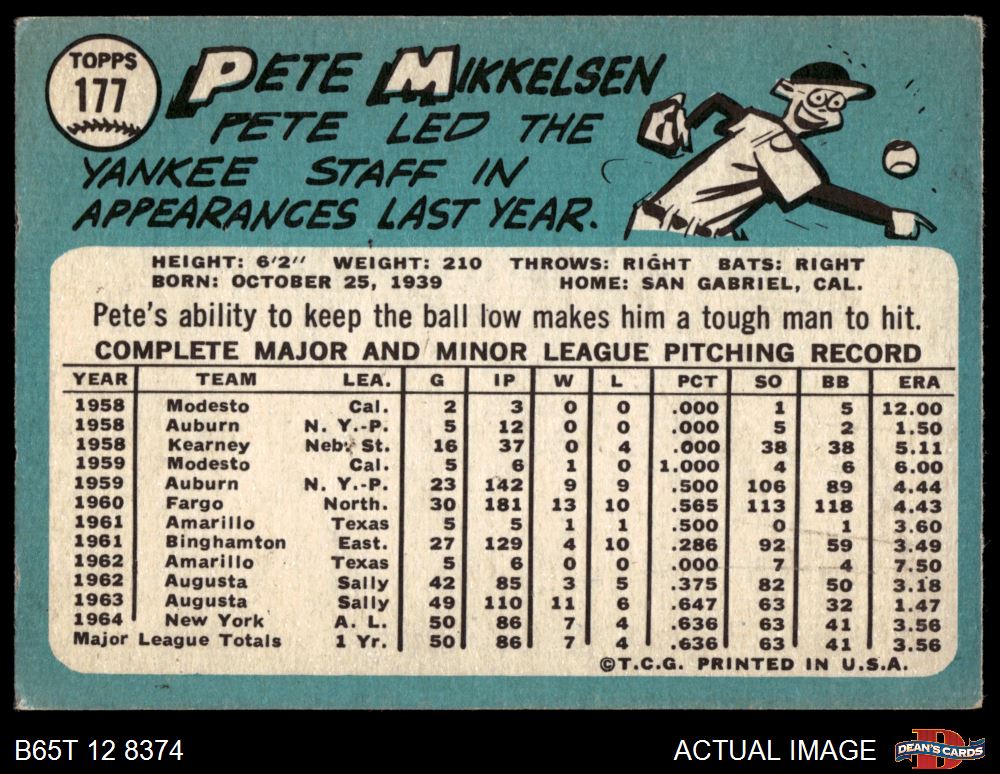 TOPPS
177
PETE MIKKELSEN
PETE LED THE
YANKEE STAFF IN
APPEARANCES LAST YEAR.
HEIGHT: 6'2" WEIGHT: 210 THROWS: RIGHT BATS: RIGHT
BORN: OCTOBER 25, 1939 HOME: SAN GABRIEL, CAL.
Pete's ability to keep the ball low makes him a tough man to hit.
COMPLETE MAJOR AND MINOR LEAGUE PITCHING RECORD
YEAR TEAM LEA. G IP W L PCT SO BB ERA
1958 Modesto Cal. 2 3 0 0 .000 1 5 12.00
1958 Auburn N. Y.-P. 5 12 0 0 .000 5 2 1.50
1958 Kearney Neb. St. 16 37 0 4 .000 38 38 5.11
1959 Modesto Cal. 5 6 1 0 1.000 4 6 6.00
1959 Auburn N. Y.-P. 23 142 9 9 .500 106 89 4.44
1960 Fargo North. 30 181 13 10 .565 113 118 4.43
1961 Amarillo Texas 5 5 1 1 .500 0 1 3.60
1961 Binghamton East. 27 129 4 10 .286 92 59 3.49
1962 Amarillo Texas 5 6 0 0 .000 7 4 7.50
1962 Augusta Sally 42 85 3 5 .375 82 50 3.18
1963 Augusta Sally 49 110 11 6 .647 63 32 1.47
1964 New York A. L. 50 86 7 4 .636 63 41 3.56
Major League Totals 1 Yr. 50 86 7 4 .636 63 41 3.56
©T.C.G. PRINTED IN U.S.A.
B65T 12 8374 ACTUAL IMAGE
D
DEAN'S CARDS